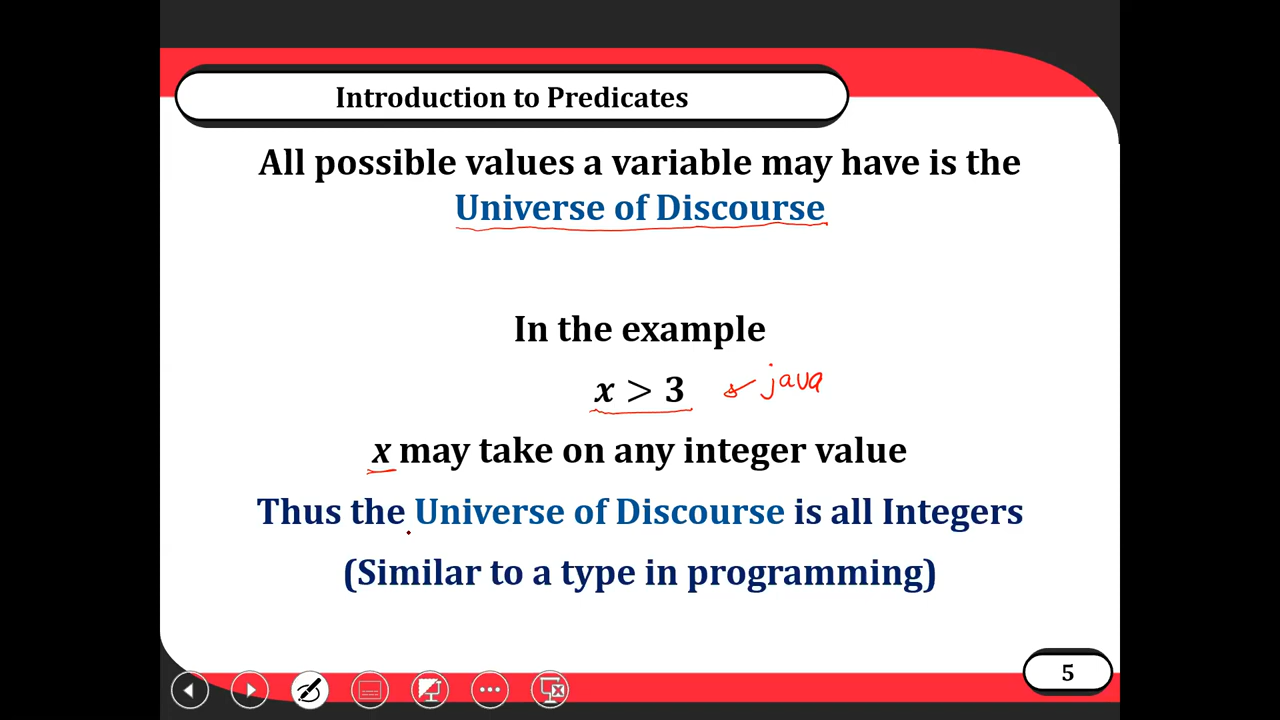 Introduction to Predicates
All possible values a variable may have is the
Universe of Discourse
In the example
x > 3 java
x may take on any integer value
Thus the Universe of Discourse is all Integers
(Similar to a type in programming)
5